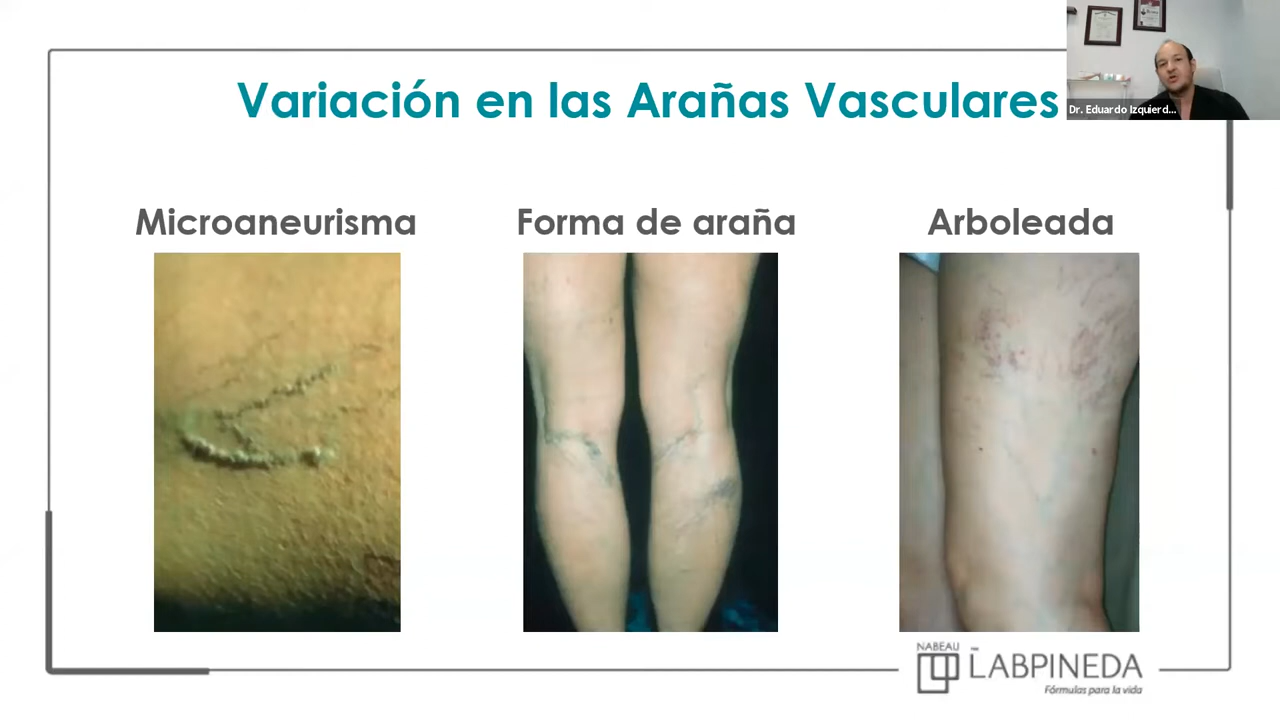 Variación en las Arañas Vasculares
Dr. Eduardo Izquierd...
Microaneurisma
Forma de araña
Arboleada
NABEAU
LABPINEDA
Fórmulas para la vida